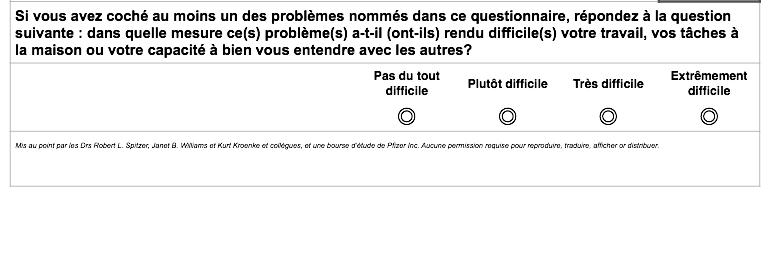 Si vous avez coché au moins un des problèmes nommés dans ce questionnaire, répondez à la question
suivante : dans quelle mesure ce(s) problème(s) a-t-il (ont-ils) rendu difficile(s) votre travail, vos tâches à
la maison ou votre capacité à bien vous entendre avec les autres?
Pas du tout
difficile
Plutôt difficile
Très difficile
Extrêmement
difficile
Mis au point par les Drs Robert L. Spitzer, Janet B. Williams et Kurt Kroenke et collègues, et une bourse d'étude de Pfizer Inc. Aucune permission requise pour reproduire, traduire, afficher or distribuer.